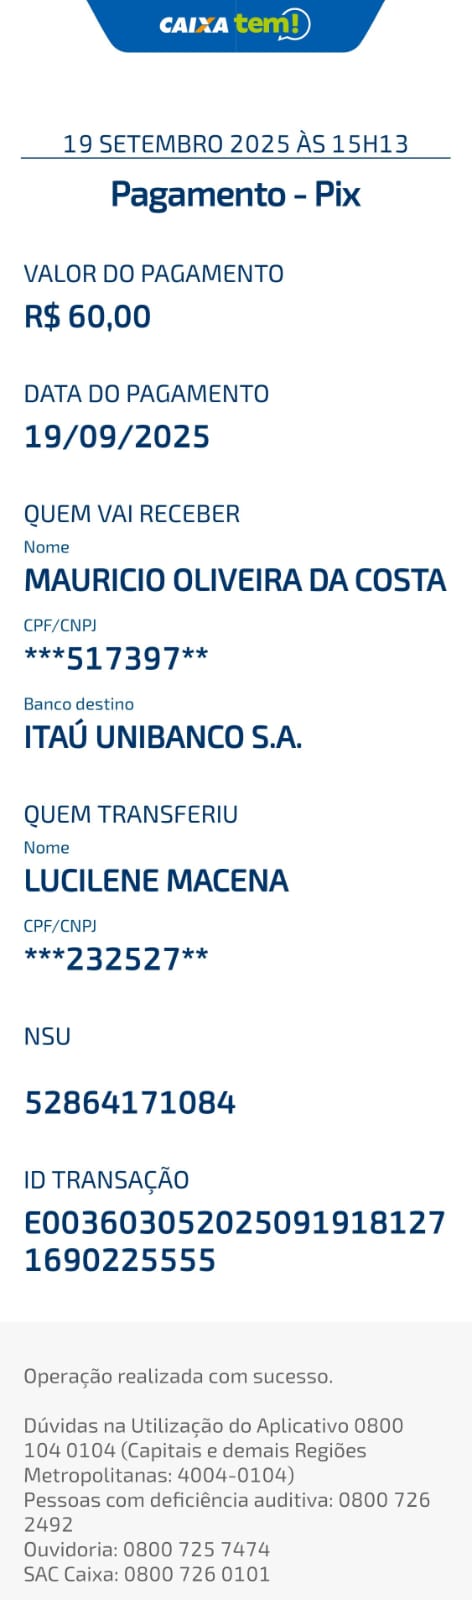 CAIXA tem!
19 SETEMBRO 2025 ÀS 15H13
Pagamento - Pix
VALOR DO PAGAMENTO
R$ 60,00
DATA DO PAGAMENTO
19/09/2025
QUEM VAI RECEBER
Nome
MAURICIO OLIVEIRA DA COSTA
CPF/CNPJ
***517397**
Banco destino
ITAÚ UNIBANCO S.A.
QUEM TRANSFERIU
Nome
LUCILENE MACENA
CPF/CNPJ
***232527**
NSU
52864171084
ID TRANSAÇÃO
E003603052025091918127
1690225555
Operação realizada com sucesso.
Dúvidas na Utilização do Aplicativo 0800
104 0104 (Capitais e demais Regiões
Metropolitanas: 4004-0104)
Pessoas com deficiência auditiva: 0800 726
2492
Ouvidoria: 0800 725 7474
SAC Caixa: 0800 726 0101